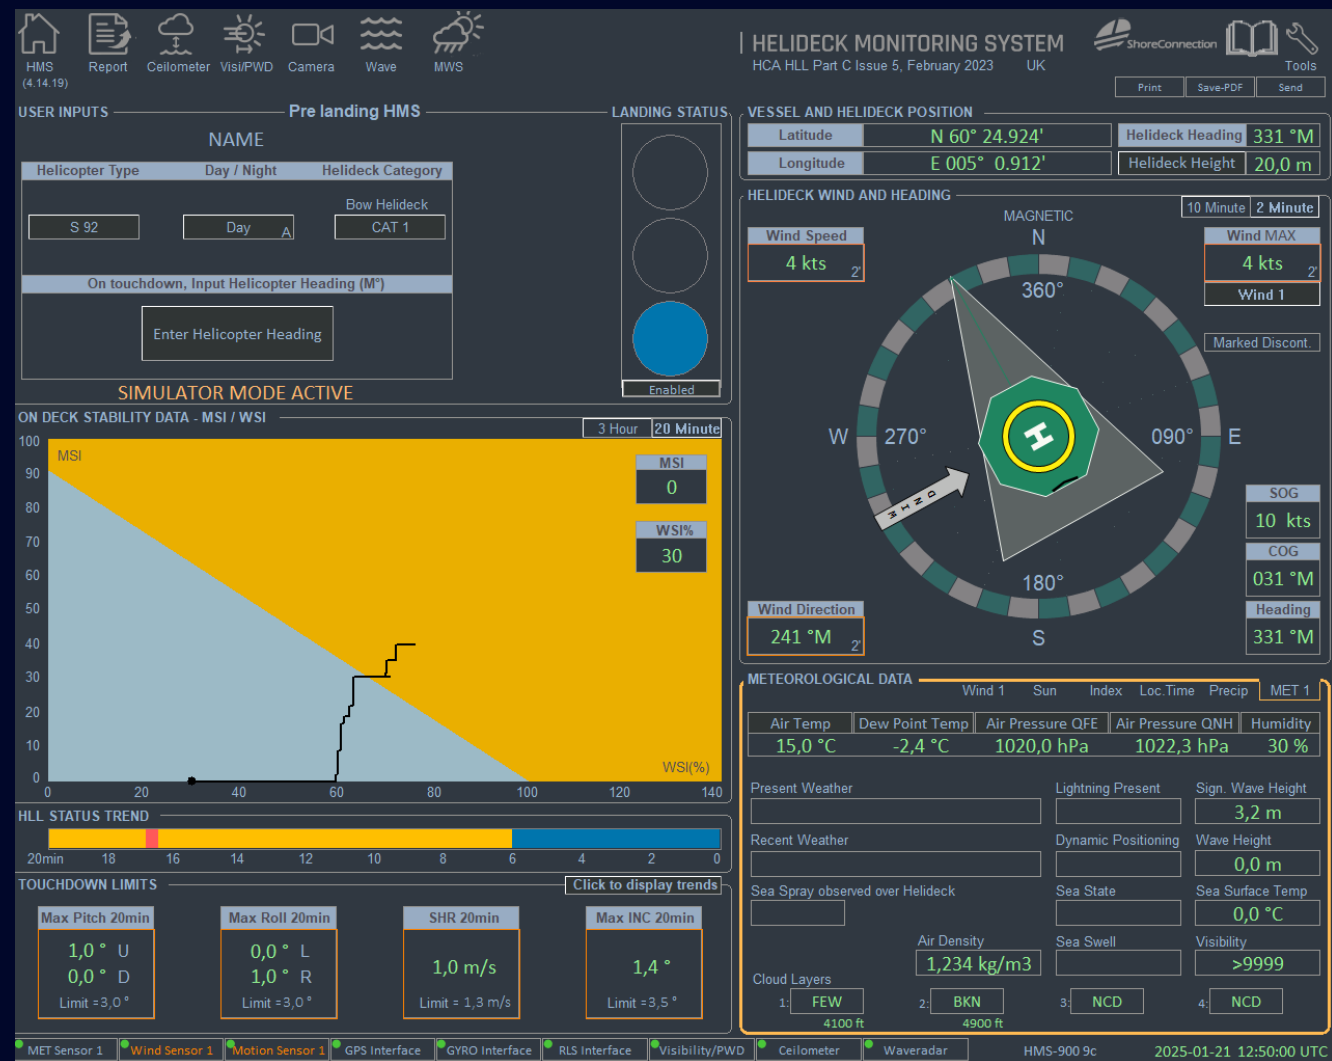 HMS
(4.14.19)
Report
Ceilometer
Visi/PWD
Camera
Wave
MWS
| HELIDECK MONITORING SYSTEM
HCA HLL Part C Issue 5, February 2023 UK
ShoreConnection
Tools
Print Save-PDF Send
USER INPUTS Pre landing HMS LANDING STATUS
NAME
Helicopter Type Day / Night Helideck Category
Bow Helideck
S 92 Day A CAT 1
On touchdown, Input Helicopter Heading (M°)
Enter Helicopter Heading
SIMULATOR MODE ACTIVE
Enabled
VESSEL AND HELIDECK POSITION
Latitude N 60° 24.924' Helideck Heading 331 °M
Longitude E 005° 0.912' Helideck Height 20,0 m
HELIDECK WIND AND HEADING
10 Minute 2 Minute
MAGNETIC
Wind Speed
4 kts 2'
Wind MAX
4 kts 2'
Wind 1
Marked Discont.
N
360°
W 270° 090° E
H
WIND
180°
S
SOG
10 kts
COG
031 °M
Wind Direction
241 °M 2'
Heading
331 °M
ON DECK STABILITY DATA - MSI / WSI
3 Hour 20 Minute
MSI
MSI
0
WSI%
30
100
90
80
70
60
50
40
30
20
10
0
WSI(%)
0 20 40 60 80 100 120 140
HLL STATUS TREND
20min 18 16 14 12 10 8 6 4 2 0
TOUCHDOWN LIMITS Click to display trends
Max Pitch 20min Max Roll 20min SHR 20min Max INC 20min
1,0 ° U 0,0 ° L
0,0 ° D 1,0 ° R
1,0 m/s 1,4 °
Limit =3,0 ° Limit =3,0 ° Limit = 1,3 m/s Limit =3,5 °
METEOROLOGICAL DATA
Wind 1 Sun Index Loc.Time Precip MET 1
Air Temp Dew Point Temp Air Pressure QFE Air Pressure QNH Humidity
15,0 °C -2,4 °C 1020,0 hPa 1022,3 hPa 30 %
Present Weather Lightning Present Sign. Wave Height
3,2 m
Recent Weather Dynamic Positioning Wave Height
0,0 m
Sea Spray observed over Helideck Sea State Sea Surface Temp
0,0 °C
Air Density Sea Swell Visibility
1,234 kg/m3 >9999
Cloud Layers
1: FEW 2: BKN 3: NCD 4: NCD
4100 ft 4900 ft
MET Sensor 1 Wind Sensor 1 Motion Sensor 1 GPS Interface GYRO Interface RLS Interface Visibility/PWD Ceilometer Waveradar HMS-900 9c 2025-01-21 12:50:00 UTC